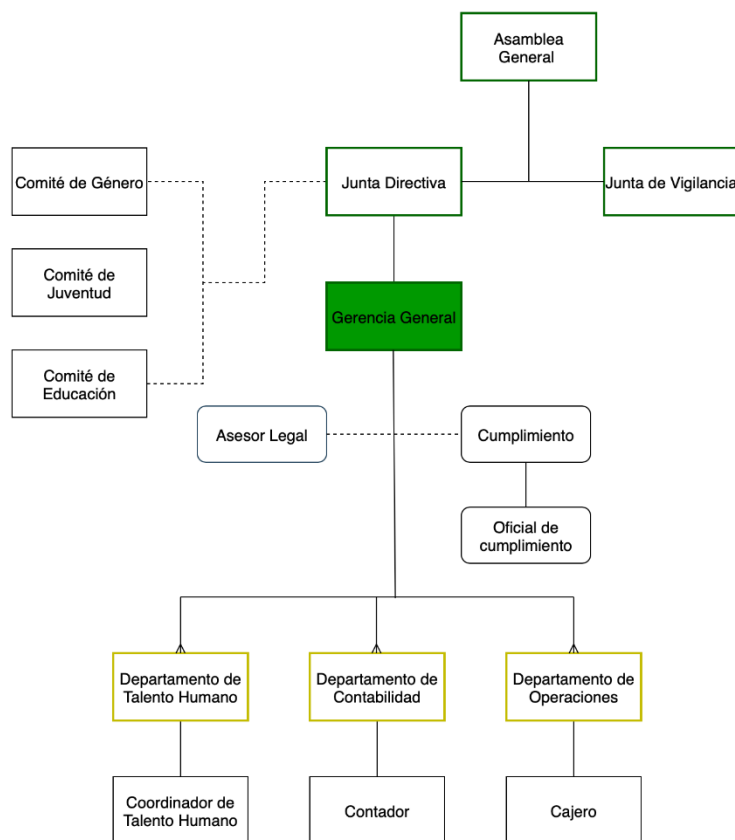 Asamblea
General
Comité de Género
Junta Directiva
Junta de Vigilancia
Comité de
Juventud
Gerencia General
Comité de
Educación
Asesor Legal
Cumplimiento
Oficial de
cumplimiento
Departamento de
Talento Humano
Departamento de
Contabilidad
Departamento de
Operaciones
Coordinador de
Talento Humano
Contador
Cajero